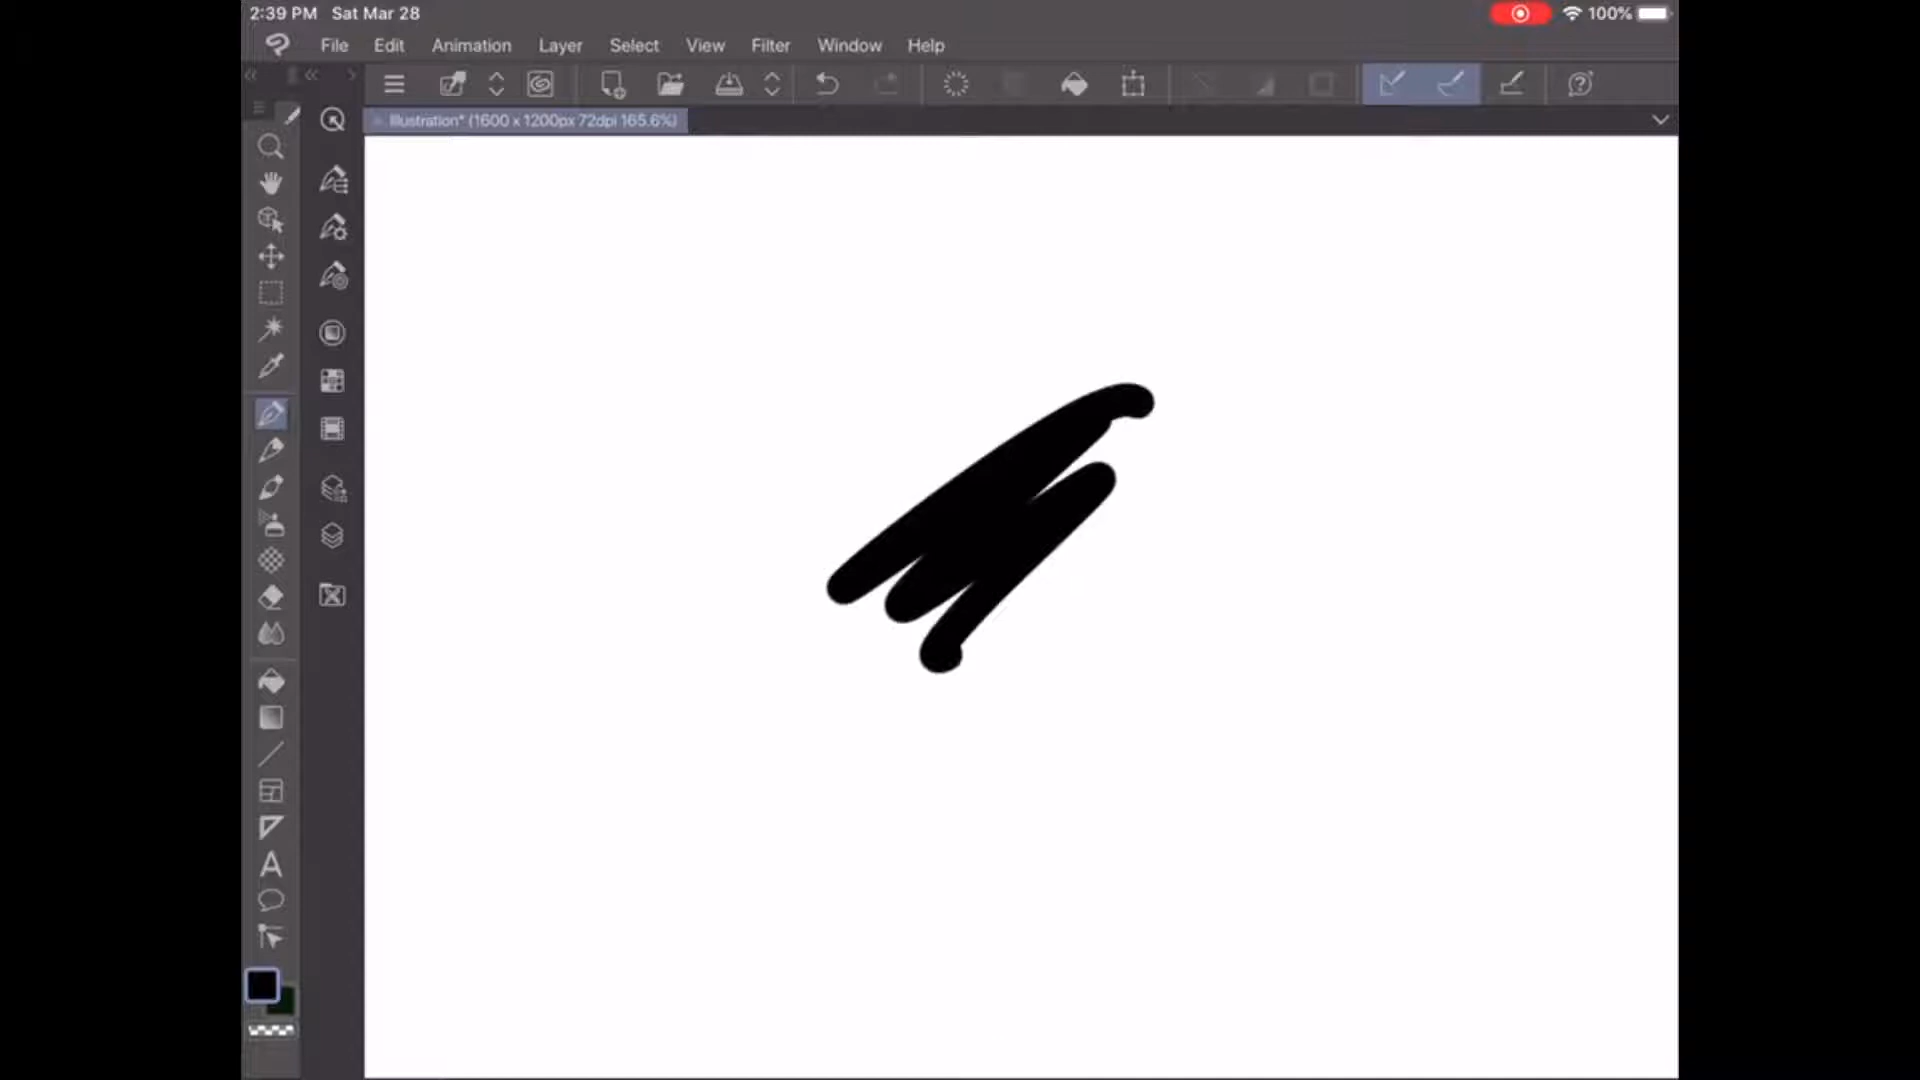 2:39 PM Sat Mar 28 100%
File Edit Animation Layer Select View Filter Window Help
Illustration* (1600 x 1200px 72dpi 165.6%)